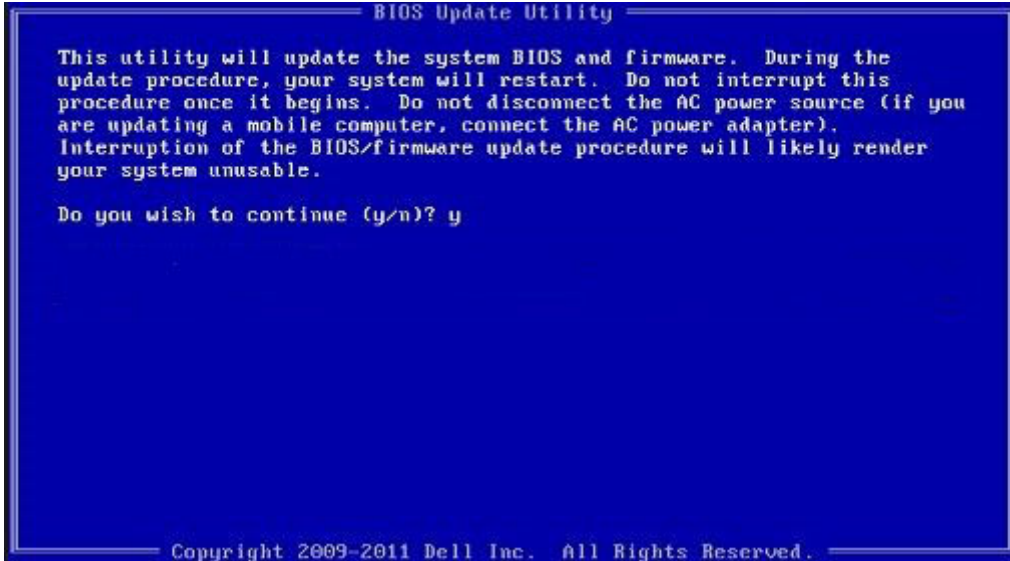 BIOS Update Utility
This utility will update the system BIOS and firmware. During the
update procedure, your system will restart. Do not interrupt this
procedure once it begins. Do not disconnect the AC power source (if you
are updating a mobile computer, connect the AC power adapter).
Interruption of the BIOS/firmware update procedure will likely render
your system unusable.
Do you wish to continue (y/n)? y
Copyright 2009-2011 Dell Inc. All Rights Reserved.